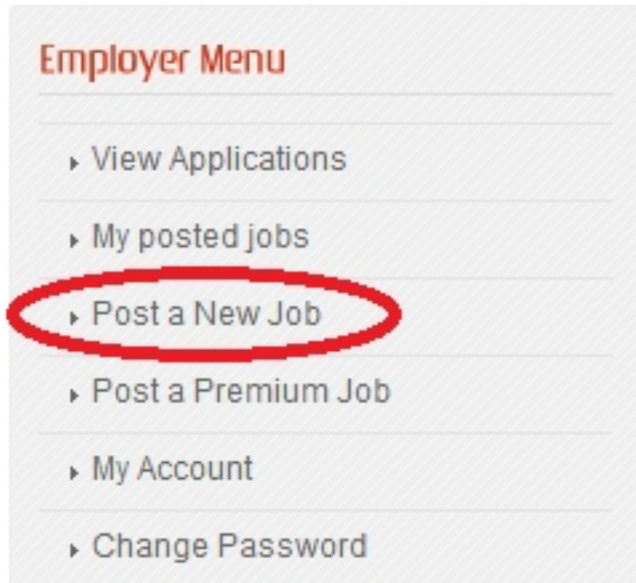 Employer Menu
View Applications
My posted jobs
Post a New Job
Post a Premium Job
My Account
Change Password